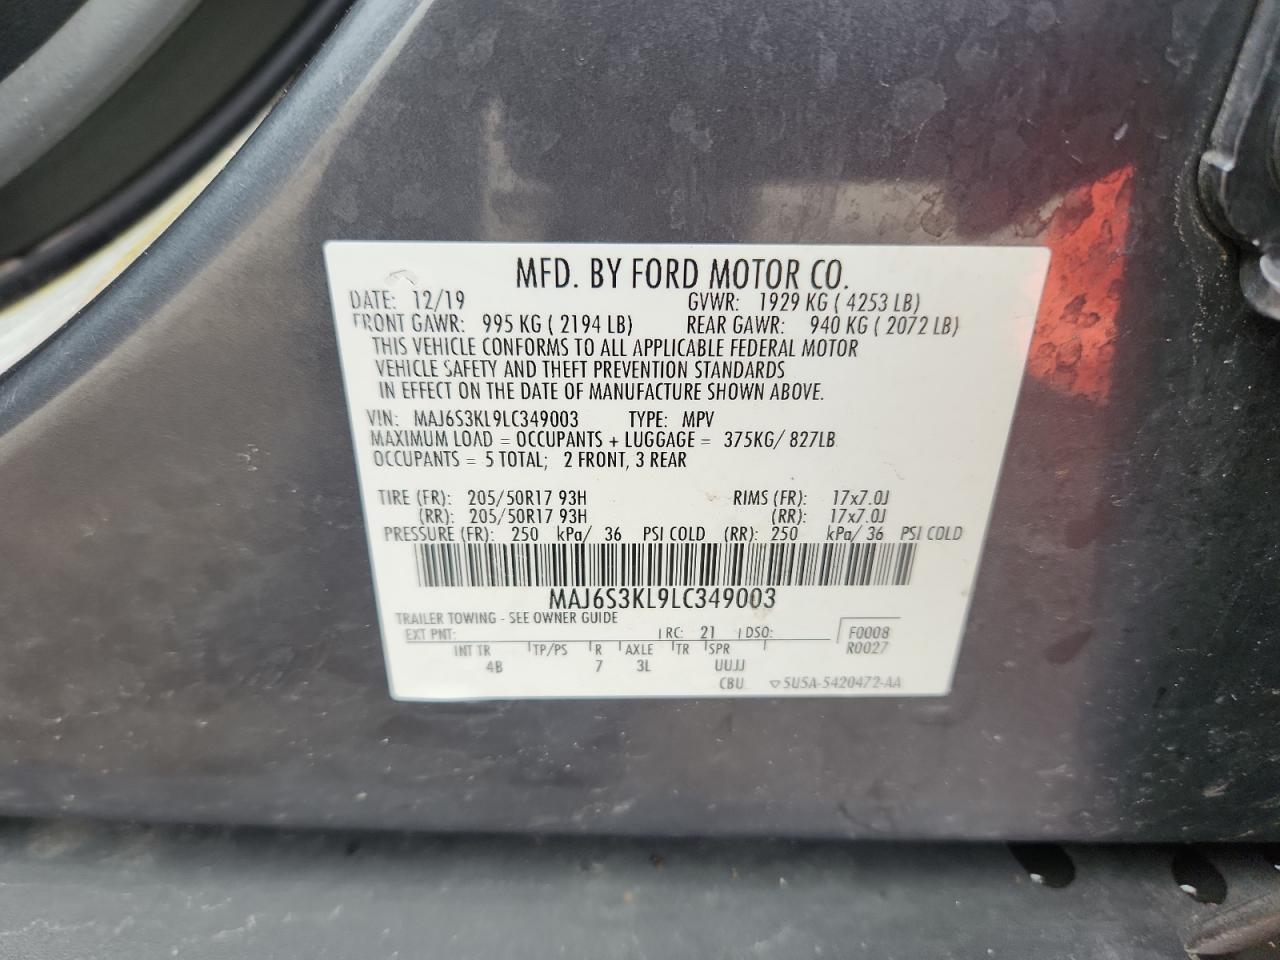 MFD. BY FORD MOTOR CO.
DATE: 12/19 GVWR: 1929 KG ( 4253 LB)
FRONT GAWR: 995 KG ( 2194 LB) REAR GAWR: 940 KG ( 2072 LB)
THIS VEHICLE CONFORMS TO ALL APPLICABLE FEDERAL MOTOR
VEHICLE SAFETY AND THEFT PREVENTION STANDARDS
IN EFFECT ON THE DATE OF MANUFACTURE SHOWN ABOVE.
VIN: MAJ6S3KL9LC349003 TYPE: MPV
MAXIMUM LOAD = OCCUPANTS + LUGGAGE = 375KG/ 827LB
OCCUPANTS = 5 TOTAL; 2 FRONT, 3 REAR
TIRE (FR): 205/50R17 93H RIMS (FR): 17x7.0J
(RR): 205/50R17 93H (RR): 17x7.0J
PRESSURE (FR): 250 kPa/ 36 PSI COLD (RR): 250 kPa/ 36 PSI COLD
MAJ6S3KL9LC349003
TRAILER TOWING - SEE OWNER GUIDE
EXT PNT: RC: 21 DSO: F0008
R0027
INT TR TP/PS R AXLE TR SPR
4B 7 3L UUJJ
CBU ▽5U5A-5420472-AA